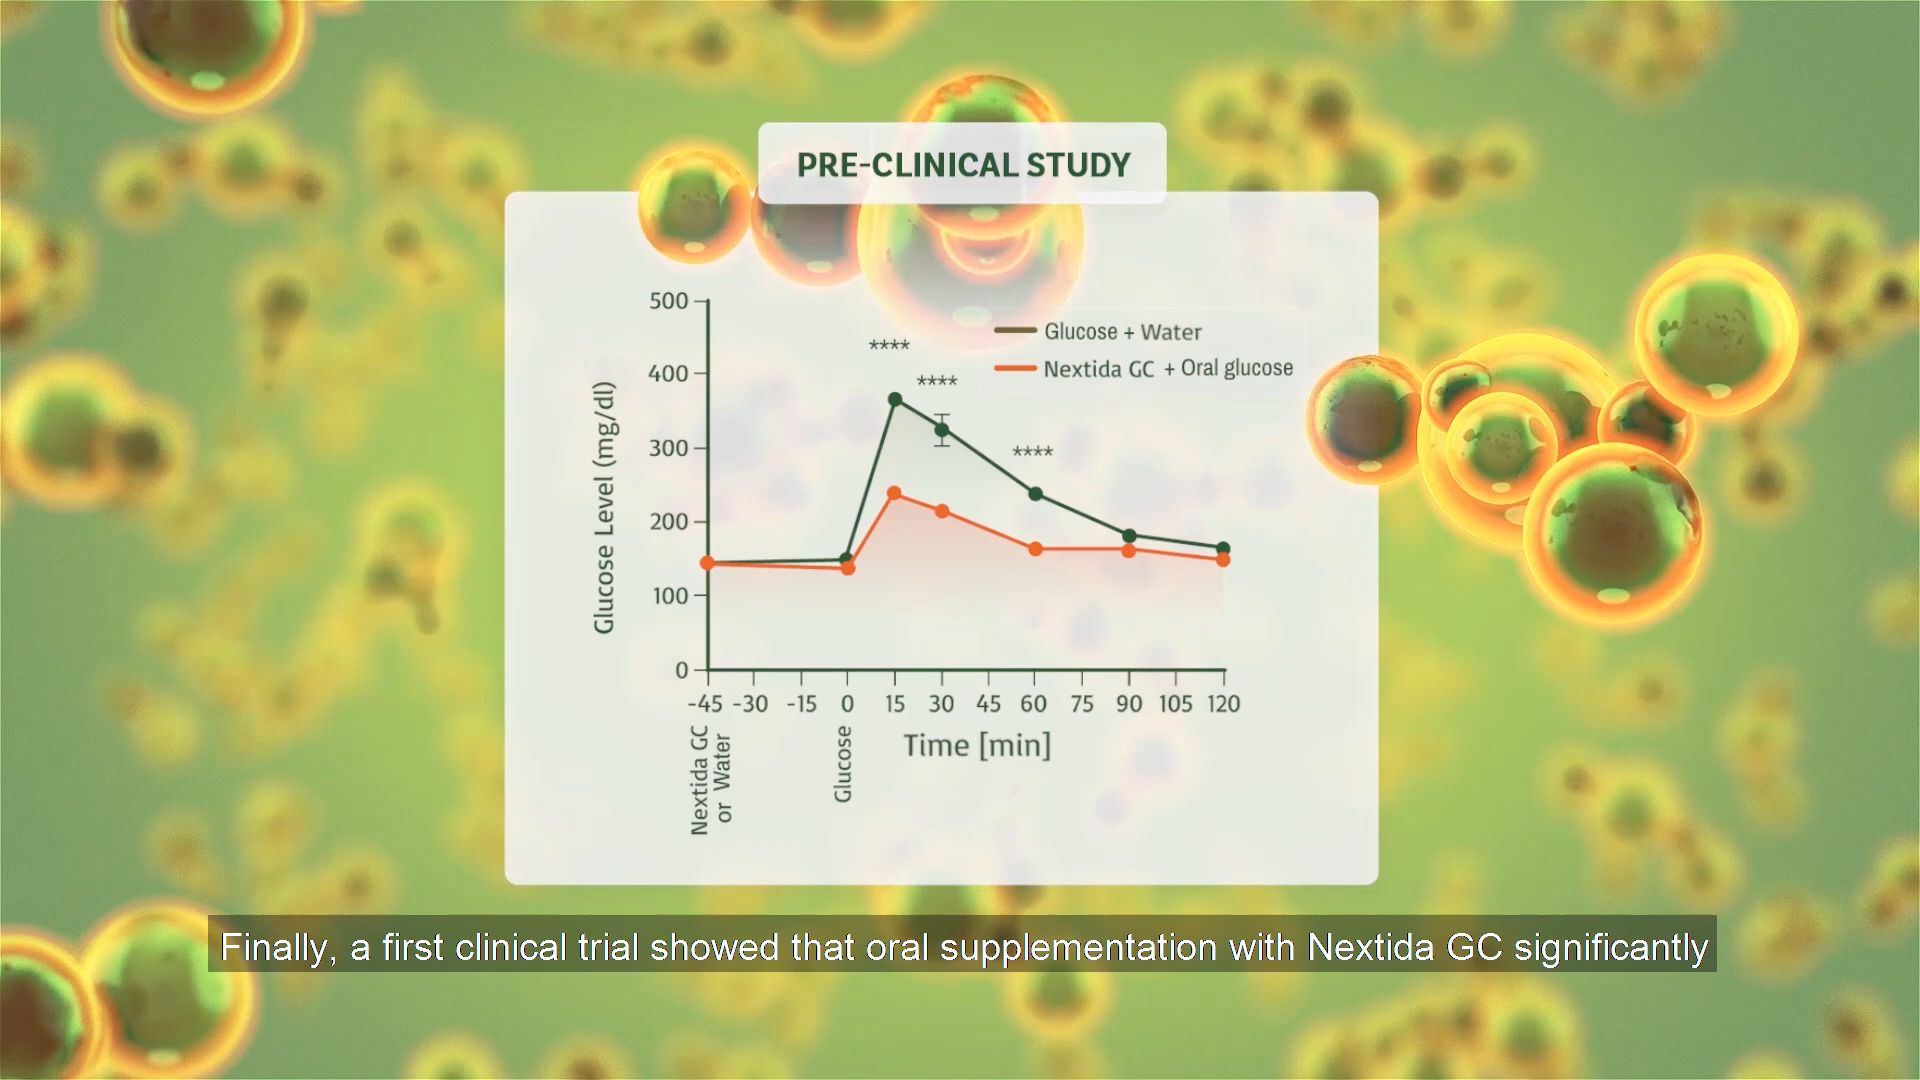 PRE-CLINICAL STUDY
500
400
300
200
100
0
Glucose Level (mg/dl)
****
****
****
Glucose + Water
Nextida GC + Oral glucose
-45 -30 -15 0 15 30 45 60 75 90 105 120
Nextida GC
or Water
Glucose
Time [min]
Finally, a first clinical trial showed that oral supplementation with Nextida GC significantly